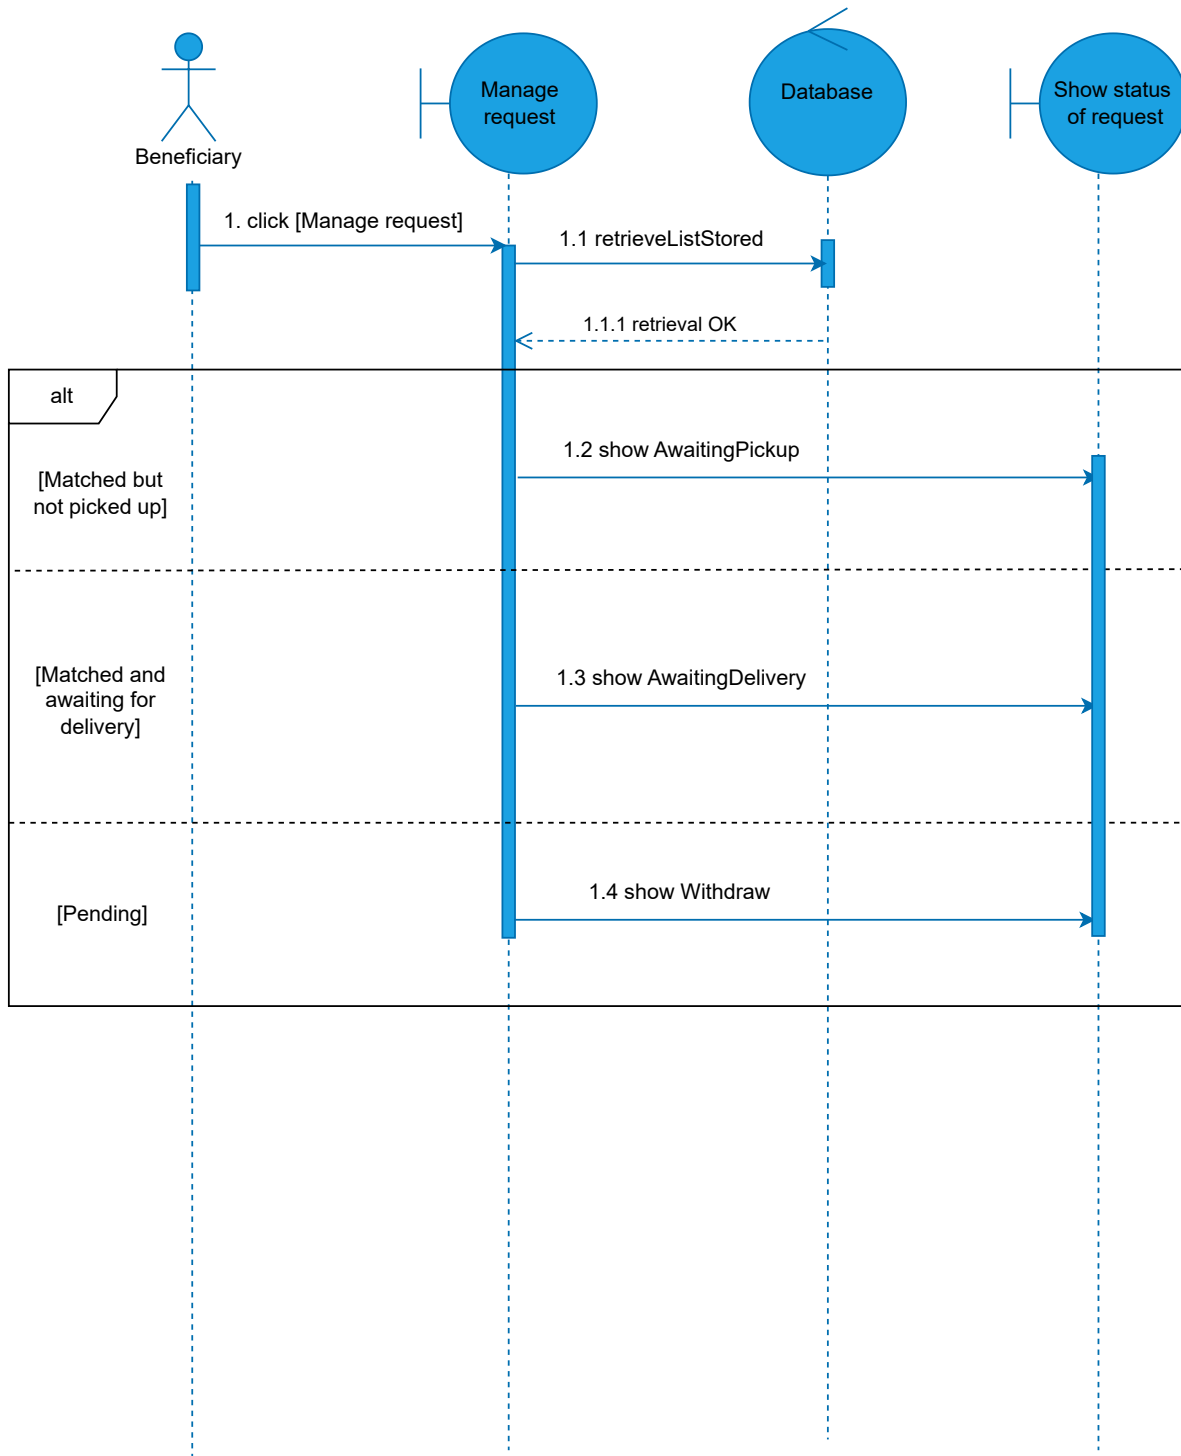 Beneficiary
Manage
request
Database
Show status
of request
1. click [Manage request]
1.1 retrieveListStored
1.1.1 retrieval OK
alt
[Matched but
not picked up]
1.2 show AwaitingPickup
[Matched and
awaiting for
delivery]
1.3 show AwaitingDelivery
[Pending]
1.4 show Withdraw